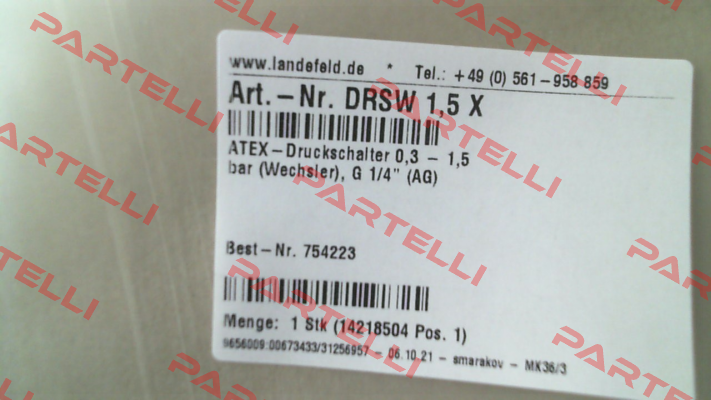 www.landefeld.de * Tel.: +49 (0) 561-958 859
Art.-Nr. DRSW 1,5 X
ATEX-Druckschalter 0,3 - 1,5
bar (Wechsler), G 1/4" (AG)
Best-Nr. 754223
Menge: 1 Stk (14218504 Pos. 1)
9656009:00673433/31256957 - 06.10.21 - smarakov - MK36/3
PARTELLI
PARTELLI
PARTELLI
PARTELLI
PARTELLI
PARTELLI
PARTELLI
PARTELLI
PARTELLI